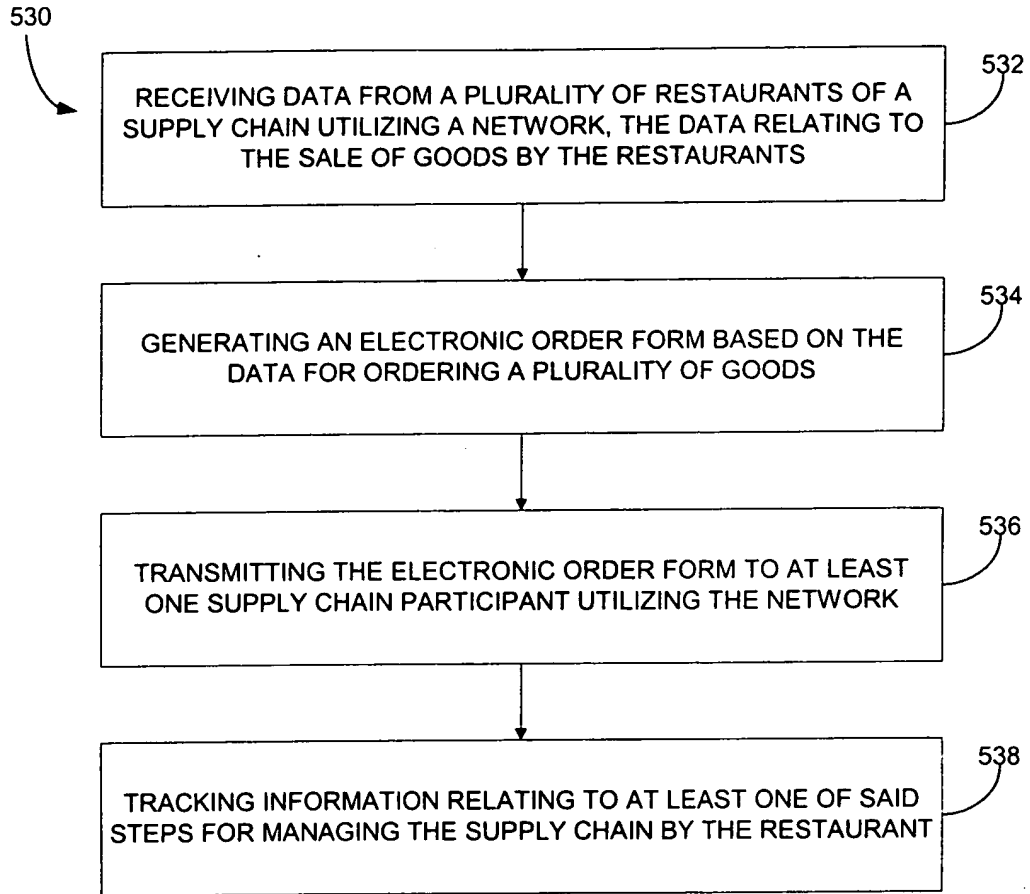 530
532
RECEIVING DATA FROM A PLURALITY OF RESTAURANTS OF A
SUPPLY CHAIN UTILIZING A NETWORK, THE DATA RELATING TO
THE SALE OF GOODS BY THE RESTAURANTS
534
GENERATING AN ELECTRONIC ORDER FORM BASED ON THE
DATA FOR ORDERING A PLURALITY OF GOODS
536
TRANSMITTING THE ELECTRONIC ORDER FORM TO AT LEAST
ONE SUPPLY CHAIN PARTICIPANT UTILIZING THE NETWORK
538
TRACKING INFORMATION RELATING TO AT LEAST ONE OF SAID
STEPS FOR MANAGING THE SUPPLY CHAIN BY THE RESTAURANT